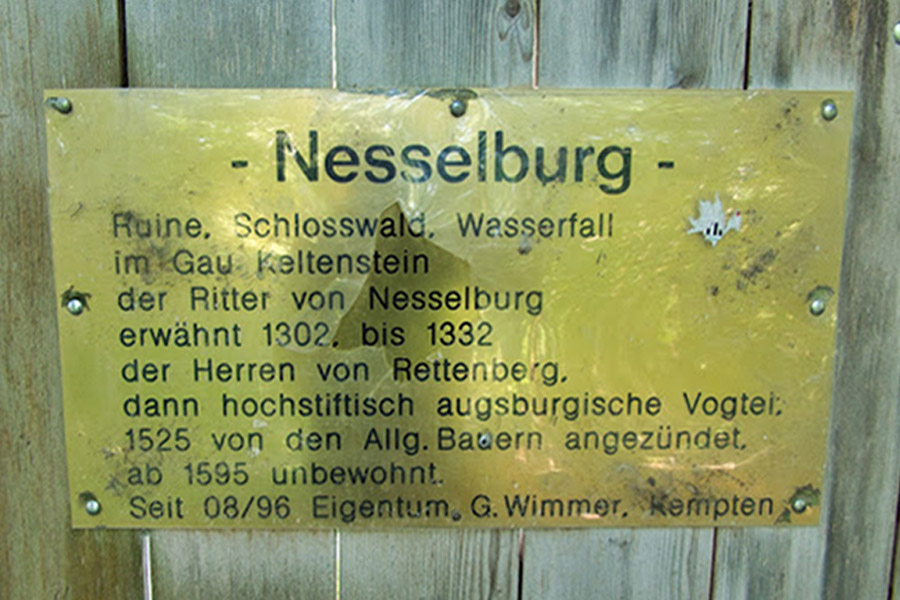 - Nesselburg -
Ruine, Schlosswald, Wasserfall
im Gau Keltenstein
der Ritter von Nesselburg
erwähnt 1302, bis 1332
der Herren von Rettenberg,
dann hochstiftisch augsburgische Vogtei;
1525 von den Allg. Bauern angezündet,
ab 1595 unbewohnt.
Seit 08/96 Eigentum, G. Wimmer, Kempten